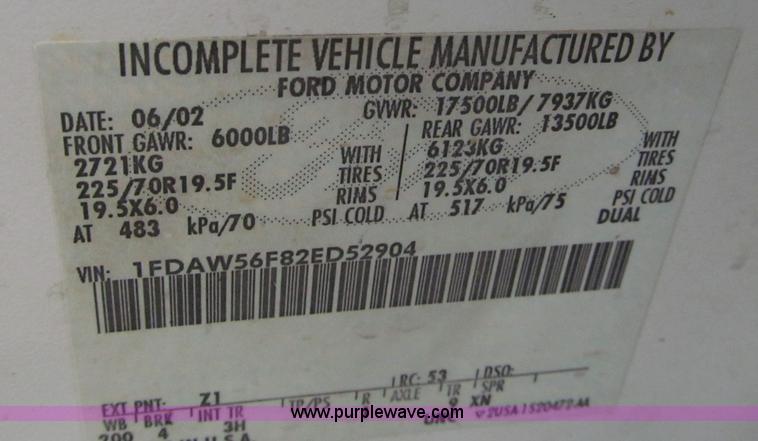 INCOMPLETE VEHICLE MANUFACTURED BY
FORD MOTOR COMPANY
DATE: 06/02
GVWR: 17500LB/ 7937KG
FRONT GAWR: 6000LB
2721KG
WITH
225/70R19.5F
TIRES
19.5X6.0
RIMS
AT 483 kPa/70 PSI COLD
REAR GAWR: 13500LB
6123KG
WITH
225/70R19.5F
TIRES
19.5X6.0
RIMS
AT 517 kPa/75 PSI COLD
DUAL
VIN: 1FDAW56F82ED52904
EXT PNT: Z1 RC: 53 DSO:
WB BRK INT TR TP/PS R AXLE TR SPR
4 3H 9 XN
www.purplewave.com